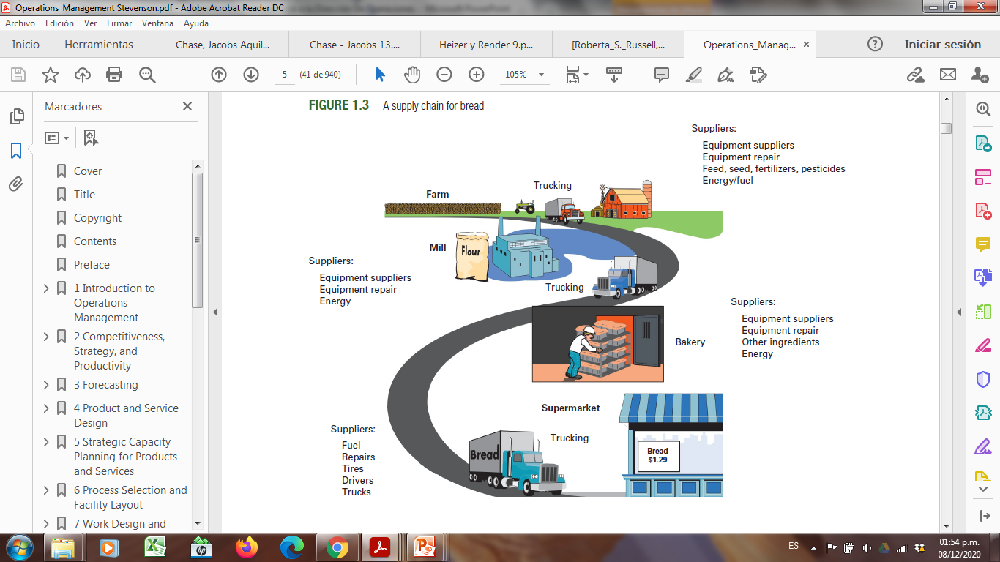 Operations_Management Stevenson.pdf - Adobe Acrobat Reader DC
Archivo Edición Ver Firmar Ventana Ayuda
Inicio Herramientas Chase, Jacobs Aquil... Chase - Jacobs 13.... Heizer y Render 9.p... [Roberta_S._Russell,... Operations_Manag... Iniciar sesión
5 (41 de 940) 105%
Marcadores
Cover
Title
Copyright
Contents
Preface
1 Introduction to
Operations
Management
2 Competitiveness,
Strategy, and
Productivity
3 Forecasting
4 Product and Service
Design
5 Strategic Capacity
Planning for Products
and Services
6 Process Selection and
Facility Layout
7 Work Design and
FIGURE 1.3 A supply chain for bread
Suppliers:
Equipment suppliers
Equipment repair
Feed, seed, fertilizers, pesticides
Energy/fuel
Trucking
Farm
Mill
Flour
Suppliers:
Equipment suppliers
Equipment repair
Energy
Trucking
Suppliers:
Equipment suppliers
Equipment repair
Other ingredients
Energy
Bakery
Supermarket
Trucking
Suppliers:
Fuel
Repairs
Tires
Drivers
Trucks
Bread
Bread
$1.29
ES
01:54 p.m.
08/12/2020